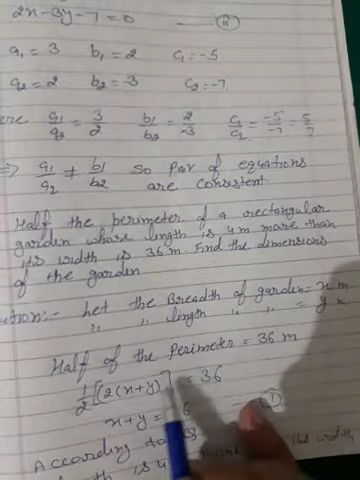 2x-3y-7=0 — (ii)
a1 = 3 b1 = 2 c1 = -5
a2 = 2 b2 = -3 c2 = -7
a1/a2 = 3/2 b1/b2 = 2/-3 c1/c2 = -5/-7 = 5/7
=> a1/a2 ≠ b1/b2 so Pair of equations
are consistent
Half the perimeter of a rectangular
garden whose length is 4m more than
its width is 36 m Find the dimensions
of the garden
Let the Breadth of garden = x m
" " length " " = y
Half of the Perimeter = 36 m
1/2 [2(x+y)] = 36
x+y = 6
According to
is 4